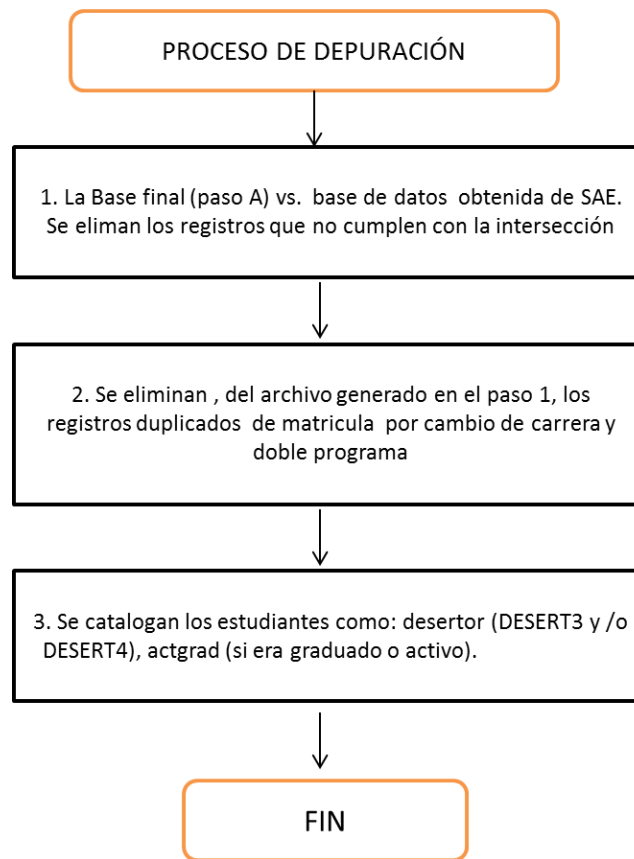 PROCESO DE DEPURACIÓN
1. La Base final (paso A) vs. base de datos obtenida de SAE.
Se eliman los registros que no cumplen con la intersección
2. Se eliminan , del archivo generado en el paso 1, los
registros duplicados de matricula por cambio de carrera y
doble programa
3. Se catalogan los estudiantes como: desertor (DESERT3 y /o
DESERT4), actgrad (si era graduado o activo).
FIN